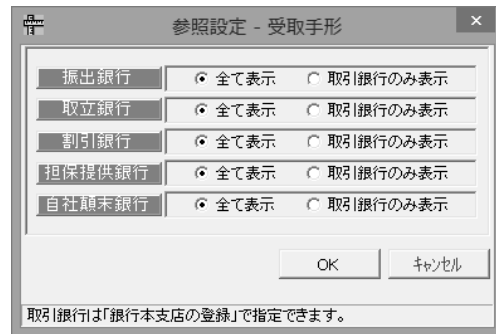 参照設定 - 受取手形
振出銀行 全て表示 取引銀行のみ表示
取立銀行 全て表示 取引銀行のみ表示
割引銀行 全て表示 取引銀行のみ表示
担保提供銀行 全て表示 取引銀行のみ表示
自社顛末銀行 全て表示 取引銀行のみ表示
OK ｷｬﾝｾﾙ
取引銀行は「銀行本支店の登録」で指定できます。